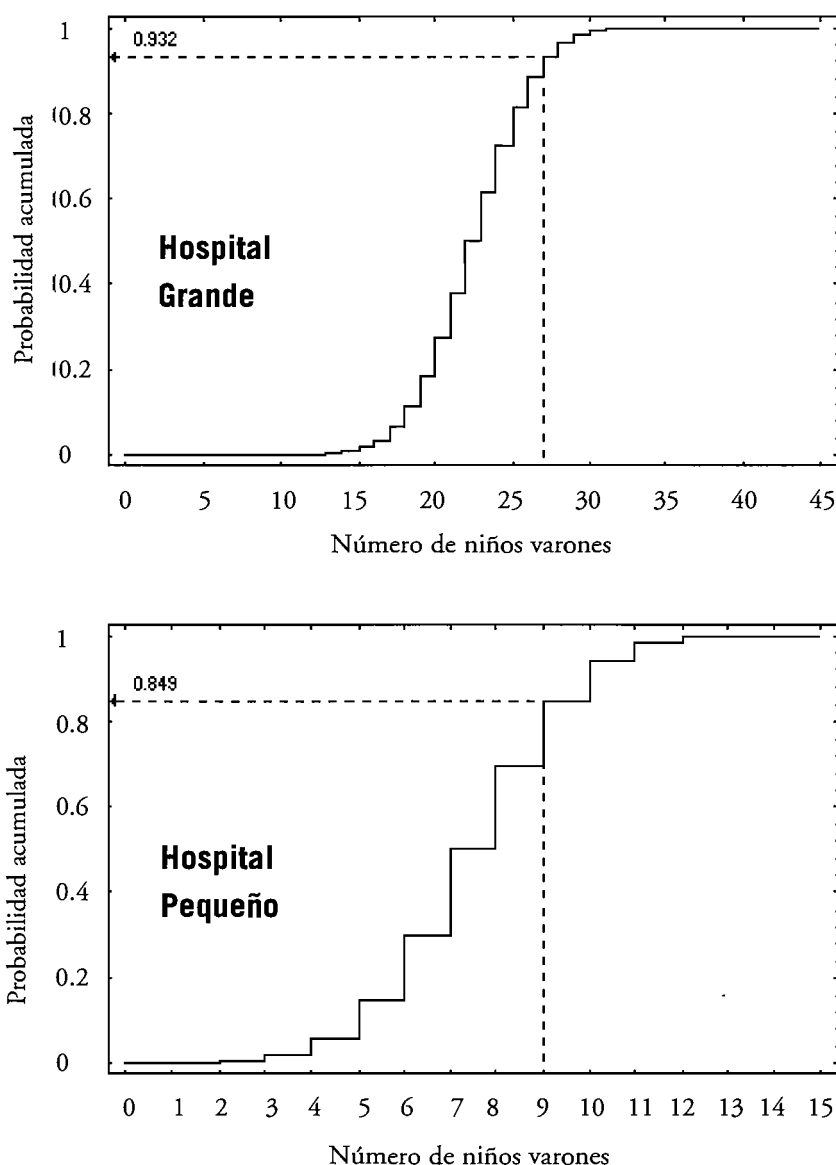 1
0.932
0.8
0.6
0.4
0.2
0
Probabilidad acumulada
Hospital
Grande
0 5 10 15 20 25 30 35 40 45
Número de niños varones
1
0.849
0.8
0.6
0.4
0.2
0
Probabilidad acumulada
Hospital
Pequeño
0 1 2 3 4 5 6 7 8 9 10 11 12 13 14 15
Número de niños varones